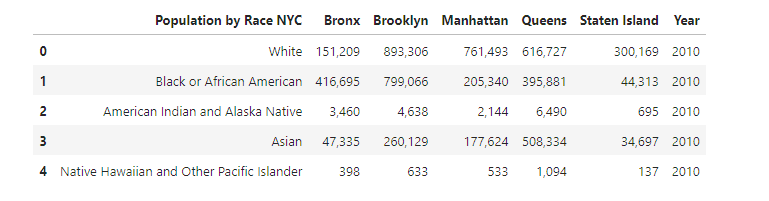 Population by Race NYC Bronx Brooklyn Manhattan Queens Staten Island Year
0 White 151,209 893,306 761,493 616,727 300,169 2010
1 Black or African American 416,695 799,066 205,340 395,881 44,313 2010
2 American Indian and Alaska Native 3,460 4,638 2,144 6,490 695 2010
3 Asian 47,335 260,129 177,624 508,334 34,697 2010
4 Native Hawaiian and Other Pacific Islander 398 633 533 1,094 137 2010